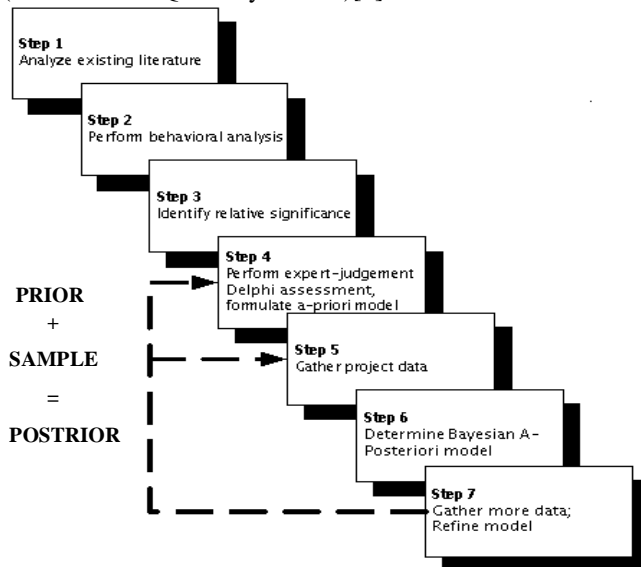 Step 1
Analyze existing literature
Step 2
Perform behavioral analysis
Step 3
Identify relative significance
Step 4
Perform expert-judgement
Delphi assessment,
formulate a-priori model
Step 5
Gather project data
Step 6
Determine Bayesian A-
Posteriori model
Step 7
Gather more data;
Refine model
PRIOR
+
SAMPLE
=
POSTRIOR